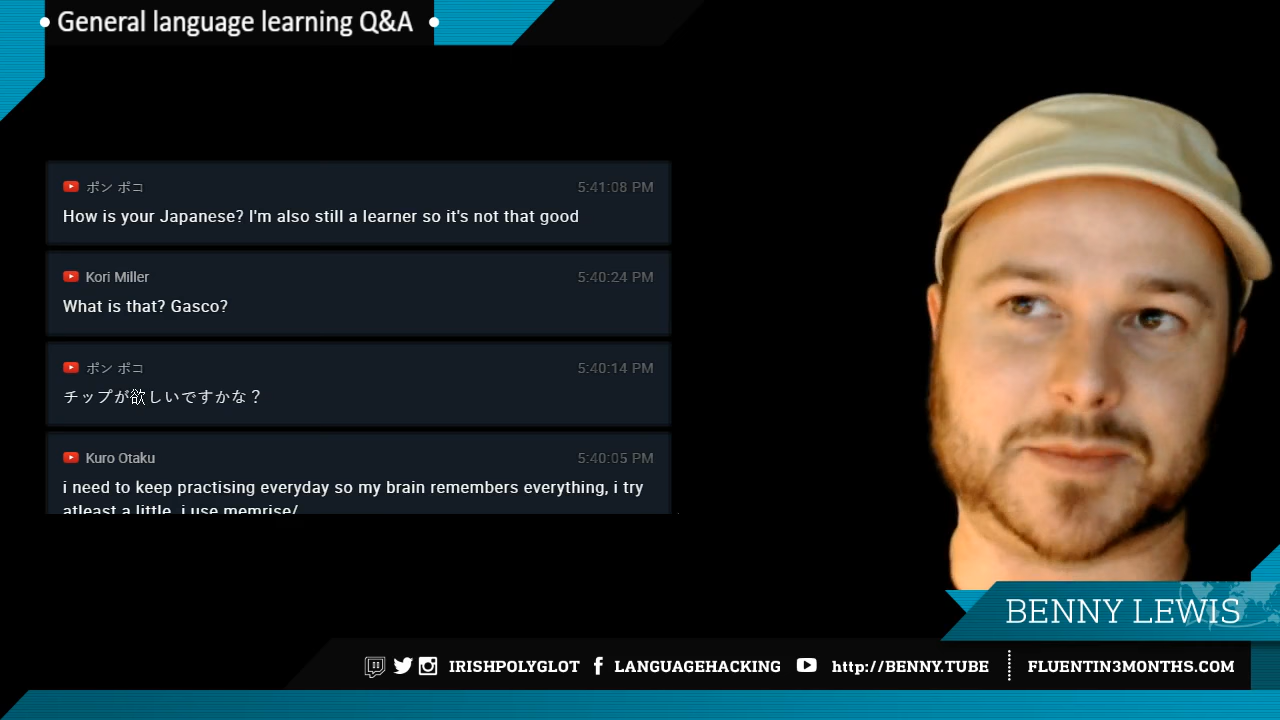 General language learning Q&A
ポン ポコ 5:41:08 PM
How is your Japanese? I'm also still a learner so it's not that good
Kori Miller 5:40:24 PM
What is that? Gasco?
ポン ポコ 5:40:14 PM
チップが欲しいですかな？
Kuro Otaku 5:40:05 PM
i need to keep practising everyday so my brain remembers everything, i try
atleast a little, i use memrise/
BENNY LEWIS
IRISHPOLYGLOT LANGUAGEHACKING http://BENNY.TUBE FLUENTIN3MONTHS.COM